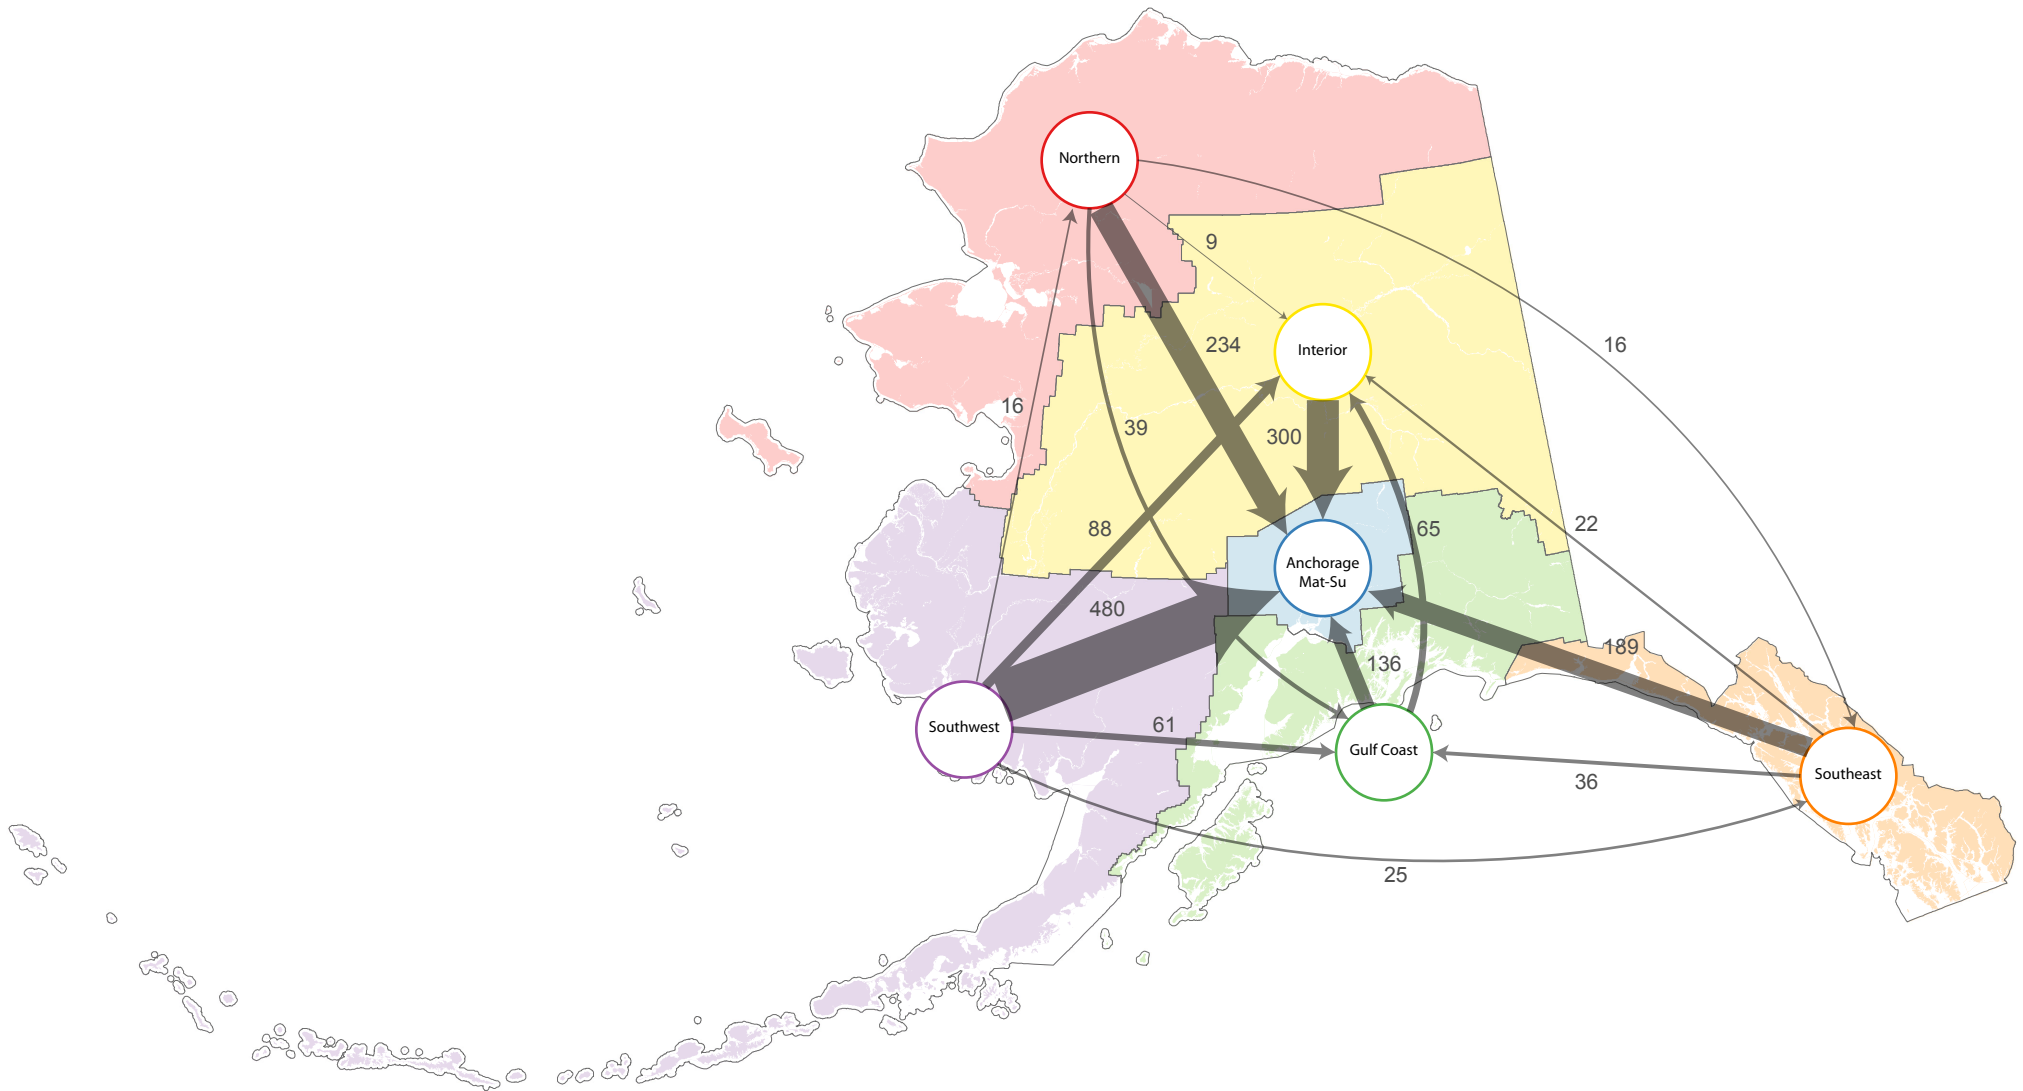 Northern
9
234
16
Interior
16
39
300
88
65
22
Anchorage
Mat-Su
480
136
189
Southwest
61
Gulf Coast
36
Southeast
25